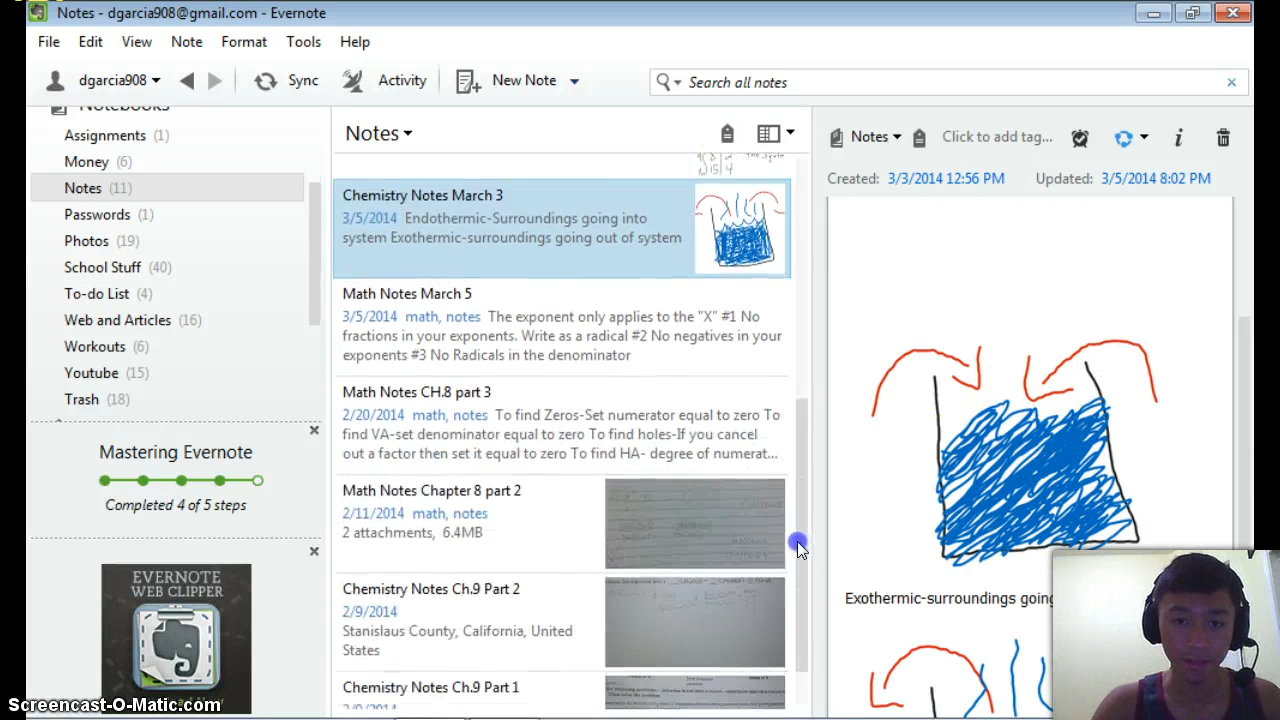 Notes - dgarcia908@gmail.com - Evernote
File Edit View Note Format Tools Help
dgarcia908 Sync Activity New Note Search all notes
Notebooks
Assignments (1)
Money (6)
Notes (11)
Passwords (1)
Photos (19)
School Stuff (40)
To-do List (4)
Web and Articles (16)
Workouts (6)
Youtube (15)
Trash (18)
Mastering Evernote
Completed 4 of 5 steps
EVERNOTE
WEB CLIPPER
Screencast-O-Matic.com
Notes
Chemistry Notes March 3
3/5/2014 Endothermic-Surroundings going into
system Exothermic-surroundings going out of system
Math Notes March 5
3/5/2014 math, notes The exponent only applies to the "X" #1 No
fractions in your exponents. Write as a radical #2 No negatives in your
exponents #3 No Radicals in the denominator
Math Notes CH.8 part 3
2/20/2014 math, notes To find Zeros-Set numerator equal to zero To
find VA-set denominator equal to zero To find holes-If you cancel
out a factor then set it equal to zero To find HA- degree of numerat...
Math Notes Chapter 8 part 2
2/11/2014 math, notes
2 attachments, 6.4MB
Chemistry Notes Ch.9 Part 2
2/9/2014
Stanislaus County, California, United
States
Chemistry Notes Ch.9 Part 1
Notes Click to add tag...
Created: 3/3/2014 12:56 PM Updated: 3/5/2014 8:02 PM
Exothermic-surroundings going